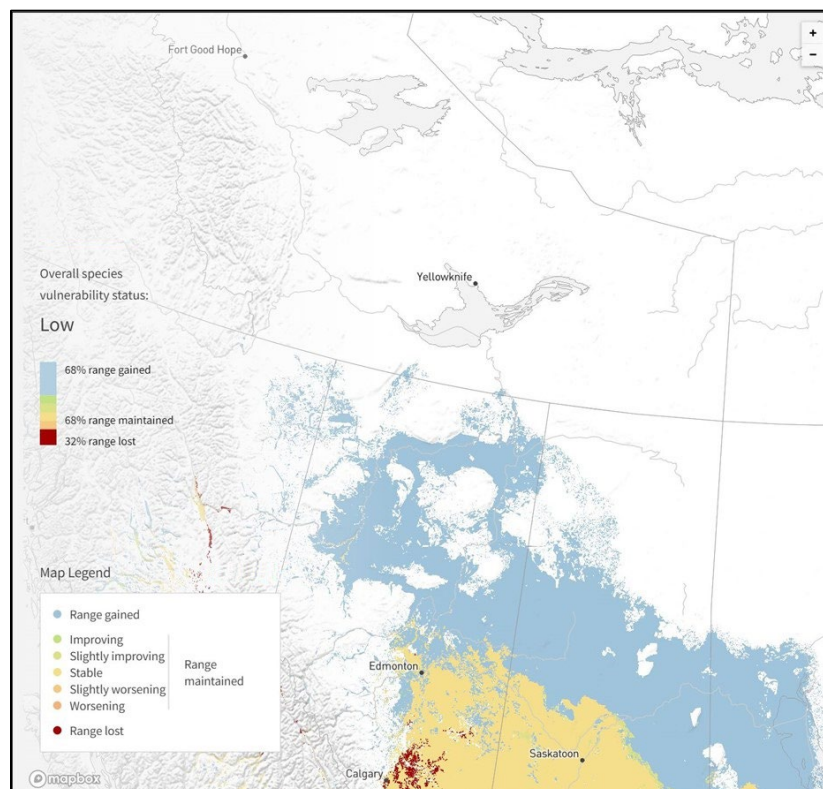 Fort Good Hope
+
−
Yellowknife
Overall species
vulnerability status:
Low
68% range gained
68% range maintained
32% range lost
Map Legend
Range gained
Improving
Slightly improving
Stable
Slightly worsening
Worsening
Range
maintained
Range lost
Edmonton
Saskatoon
Calgary
mapbox